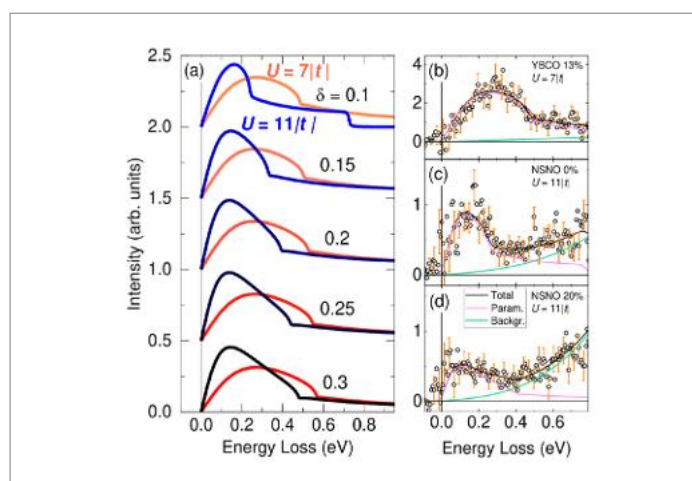 (a)
U = 7|t|
δ = 0.1
U = 11|t|
0.15
0.2
0.25
0.3
2.5
2.0
1.5
1.0
0.5
0.0
Intensity (arb. units)
0.0 0.2 0.4 0.6 0.8
Energy Loss (eV)
(b)
YBCO 13%
U = 7|t|
4
2
0
(c)
NSNO 0%
U = 11|t|
1
0
(d)
Total
Param.
Backgr.
NSNO 20%
U = 11|t|
1
0
0.0 0.2 0.4 0.6
Energy Loss (eV)